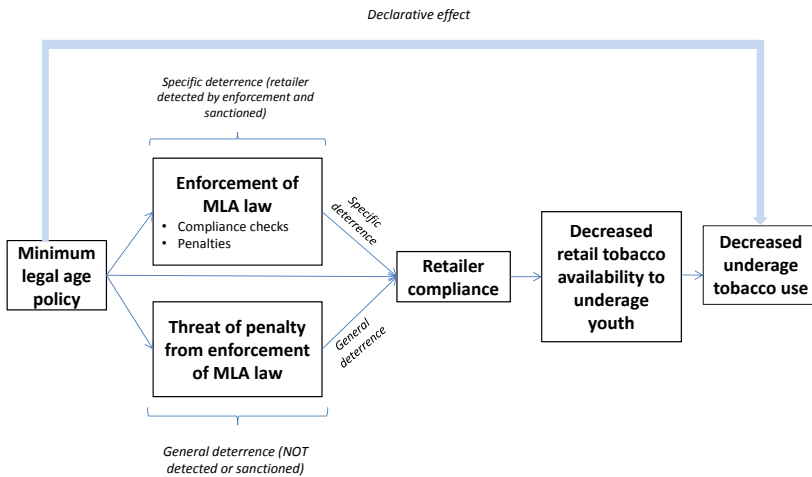 Declarative effect
Specific deterrence (retailer
detected by enforcement and
sanctioned)
Enforcement of
MLA law
• Compliance checks
• Penalties
Specific
deterrence
Minimum
legal age
policy
Retailer
compliance
Decreased
retail tobacco
availability to
underage
youth
Decreased
underage
tobacco use
Threat of penalty
from enforcement
of MLA law
General
deterrence
General deterrence (NOT
detected or sanctioned)